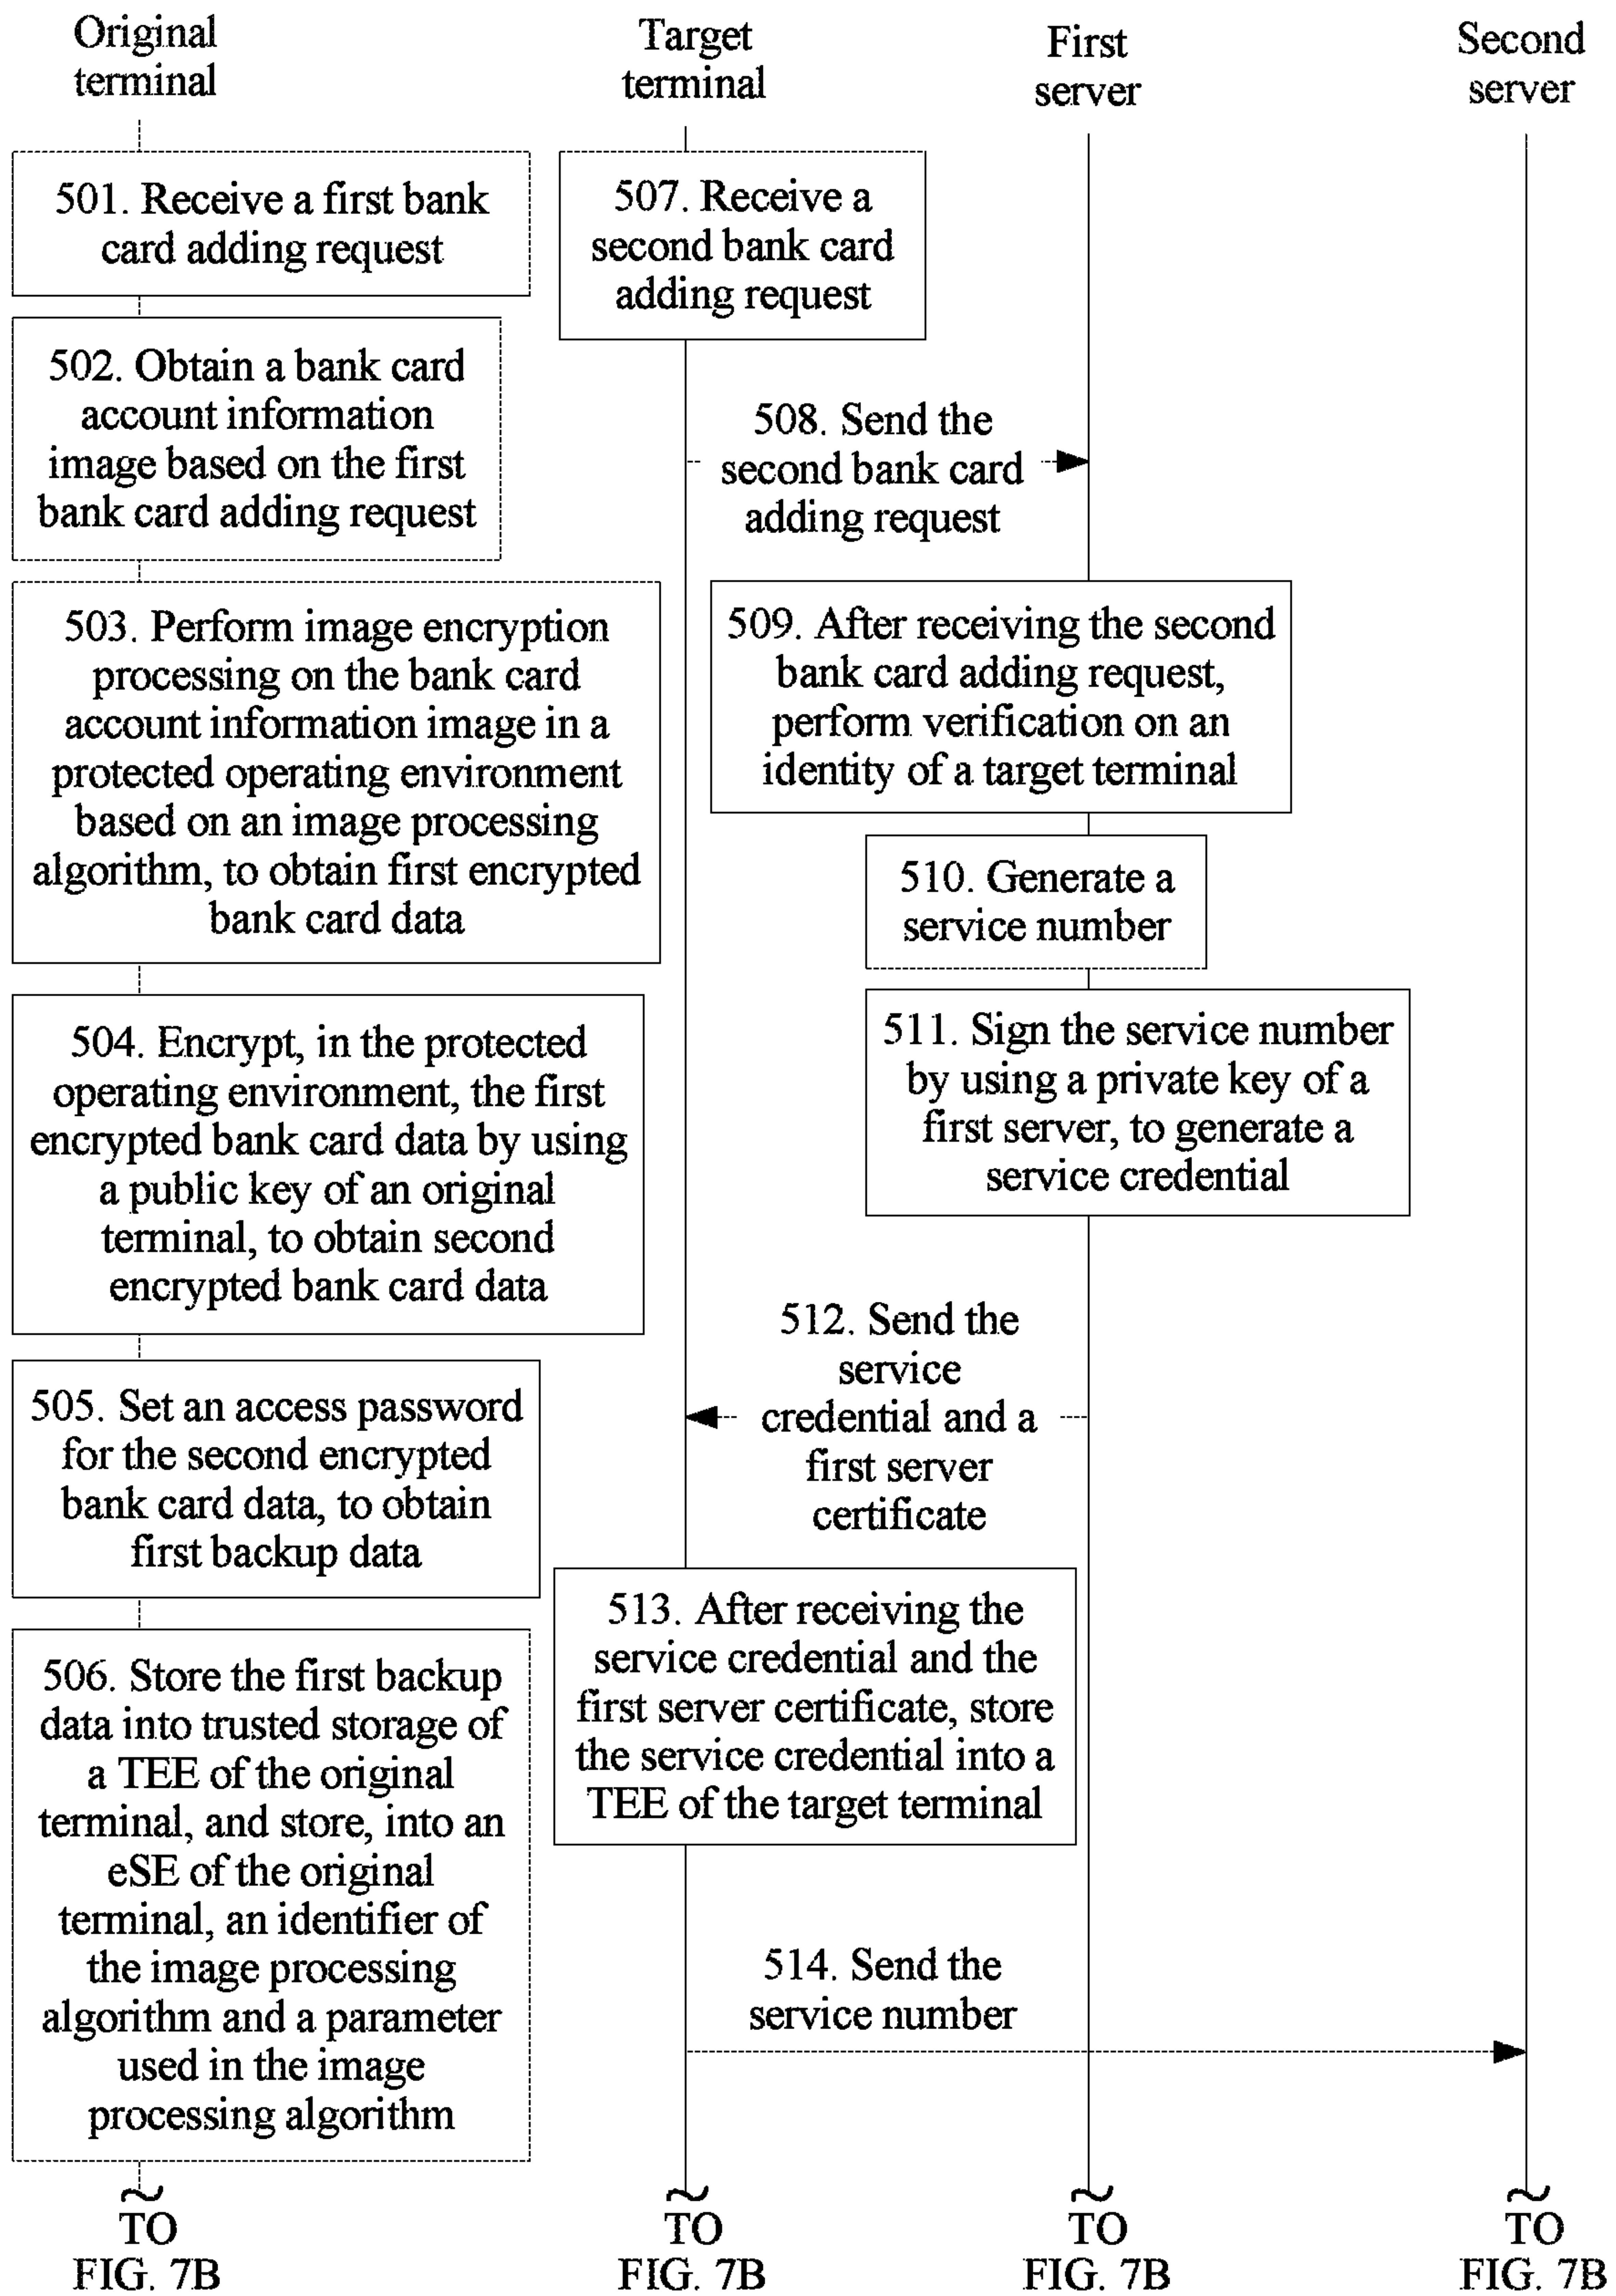 Original
terminal
Target
terminal
First
server
Second
server
501. Receive a first bank
card adding request
502. Obtain a bank card
account information
image based on the first
bank card adding request
503. Perform image encryption
processing on the bank card
account information image in a
protected operating environment
based on an image processing
algorithm, to obtain first encrypted
bank card data
504. Encrypt, in the protected
operating environment, the first
encrypted bank card data by using
a public key of an original
terminal, to obtain second
encrypted bank card data
505. Set an access password
for the second encrypted
bank card data, to obtain
first backup data
506. Store the first backup
data into trusted storage of
a TEE of the original
terminal, and store, into an
eSE of the original
terminal, an identifier of
the image processing
algorithm and a parameter
used in the image
processing algorithm
507. Receive a
second bank card
adding request
508. Send the
second bank card
adding request
509. After receiving the second
bank card adding request,
perform verification on an
identity of a target terminal
510. Generate a
service number
511. Sign the service number
by using a private key of a
first server, to generate a
service credential
512. Send the
service
credential and a
first server
certificate
513. After receiving the
service credential and the
first server certificate, store
the service credential into a
TEE of the target terminal
514. Send the
service number
TO
FIG. 7B
TO
FIG. 7B
TO
FIG. 7B
TO
FIG. 7B